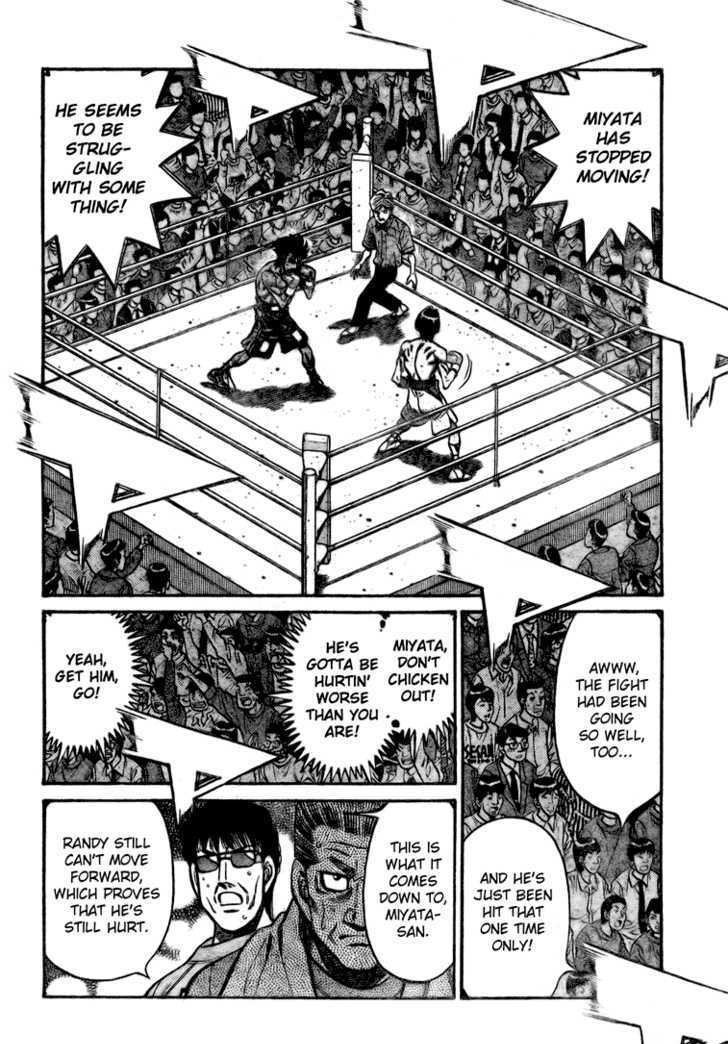 MIYATA
HAS
STOPPED
MOVING!
HE SEEMS
TO BE
STRUG-
GLING
WITH SOME
THING!
AWWW,
THE FIGHT
HAD BEEN
GOING
SO WELL,
TOO...
AND HE'S
JUST BEEN
HIT THAT
ONE TIME
ONLY!
MIYATA,
DON'T
CHICKEN
OUT!
HE'S
GOTTA BE
HURTIN'
WORSE
THAN YOU
ARE!
YEAH,
GET HIM,
GO!
THIS IS
WHAT IT
COMES
DOWN TO,
MIYATA-
SAN.
RANDY STILL
CAN'T MOVE
FORWARD,
WHICH PROVES
THAT HE'S
STILL HURT.